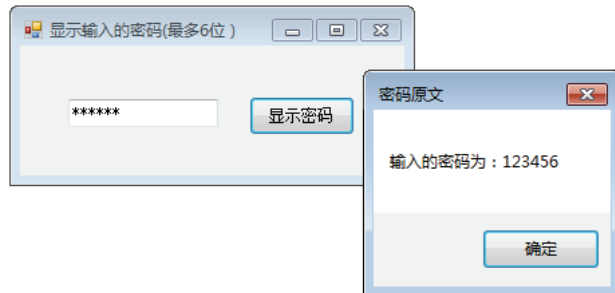 显示输入的密码(最多6位 )
******
显示密码
密码原文
输入的密码为：123456
确定